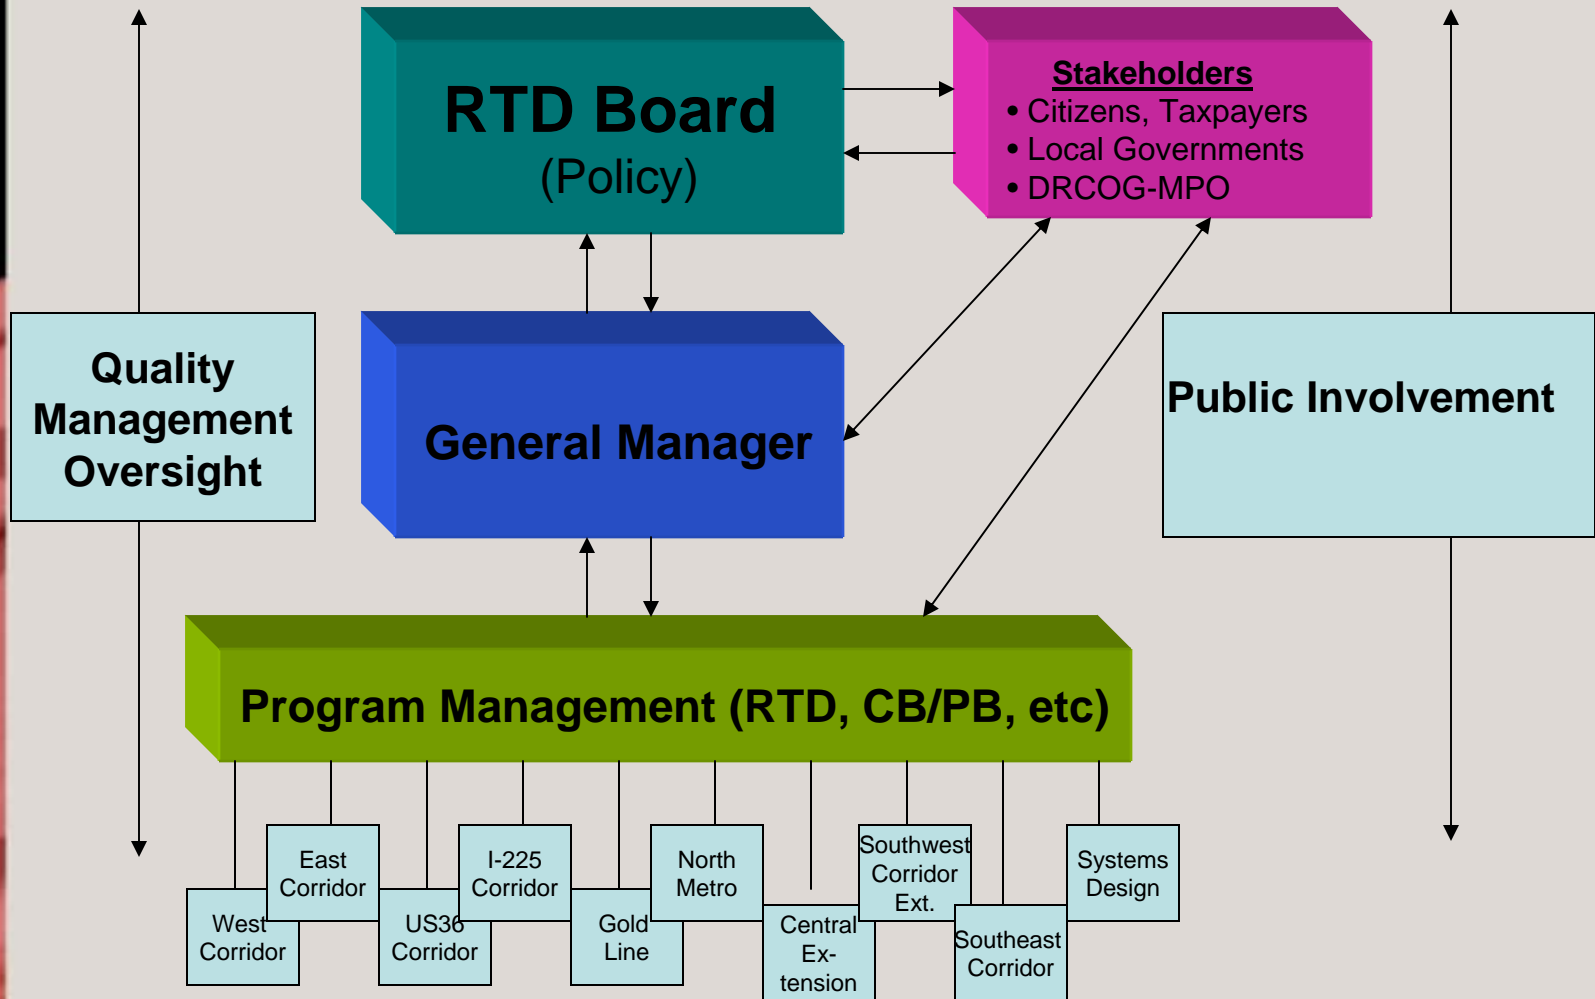 RTD Board
(Policy)
Stakeholders
• Citizens, Taxpayers
• Local Governments
• DRCOG-MPO
Quality
Management
Oversight
General Manager
Public Involvement
Program Management (RTD, CB/PB, etc)
West
Corridor
East
Corridor
US36
Corridor
I-225
Corridor
Gold
Line
North
Metro
Central
Ex-
tension
Southwest
Corridor
Ext.
Southeast
Corridor
Systems
Design